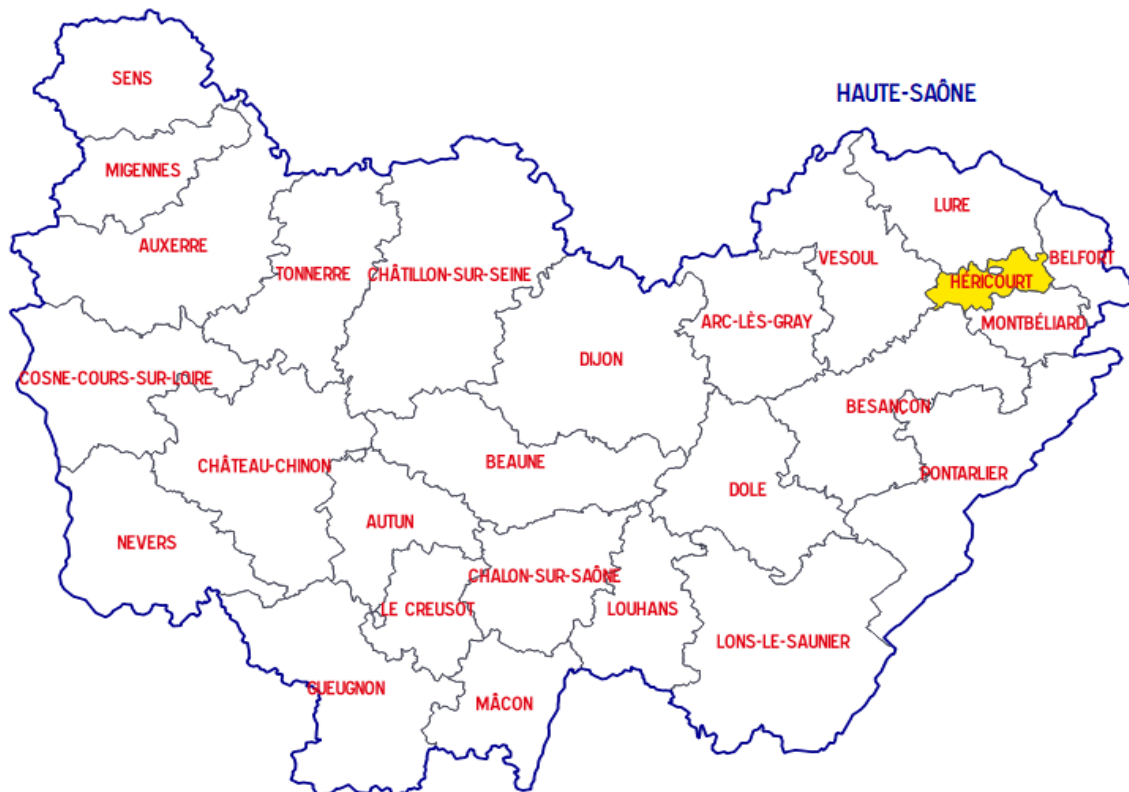 SENS
HAUTE-SAÔNE
MIGENNES
LURE
AUXERRE
BELFORT
VESOUL
TONNERRE
CHÂTILLON-SUR-SEINE
HÉRICOURT
ARC-LÈS-GRAY
MONTBÉLIARD
DIJON
COSNE-COURS-SUR-LOIRE
BESANÇON
BEAUNE
CHÂTEAU-CHINON
PONTARLIER
DOLE
AUTUN
NEVERS
CHALON-SUR-SAÔNE
LE CREUSOT
LOUHANS
LONS-LE-SAUNIER
GUEUGNON
MÂCON